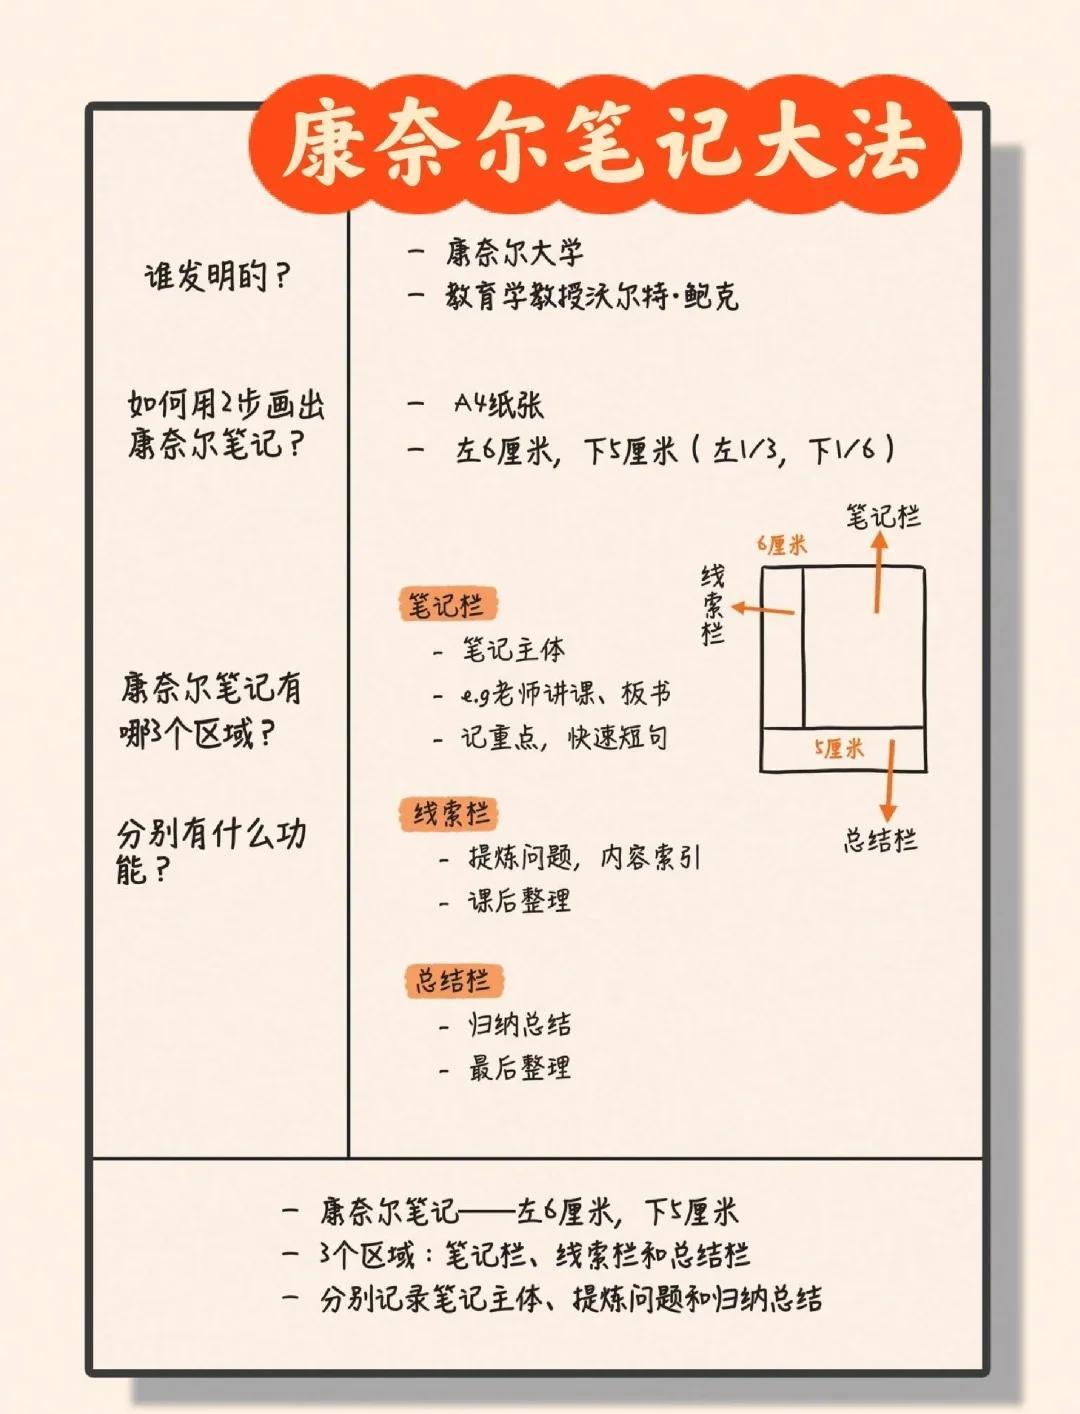 康奈尔笔记大法
谁发明的？
- 康奈尔大学
- 教育学教授沃尔特·鲍克
如何用2步画出
康奈尔笔记？
- A4纸张
- 左6厘米，下5厘米（左1/3，下1/6）
康奈尔笔记有
哪3个区域？
分别有什么功
能？
笔记栏
- 笔记主体
- e.g老师讲课、板书
- 记重点，快速短句
线索栏
- 提炼问题，内容索引
- 课后整理
总结栏
- 归纳总结
- 最后整理
笔记栏
6厘米
线索栏
5厘米
总结栏
- 康奈尔笔记——左6厘米，下5厘米
- 3个区域：笔记栏、线索栏和总结栏
- 分别记录笔记主体、提炼问题和归纳总结